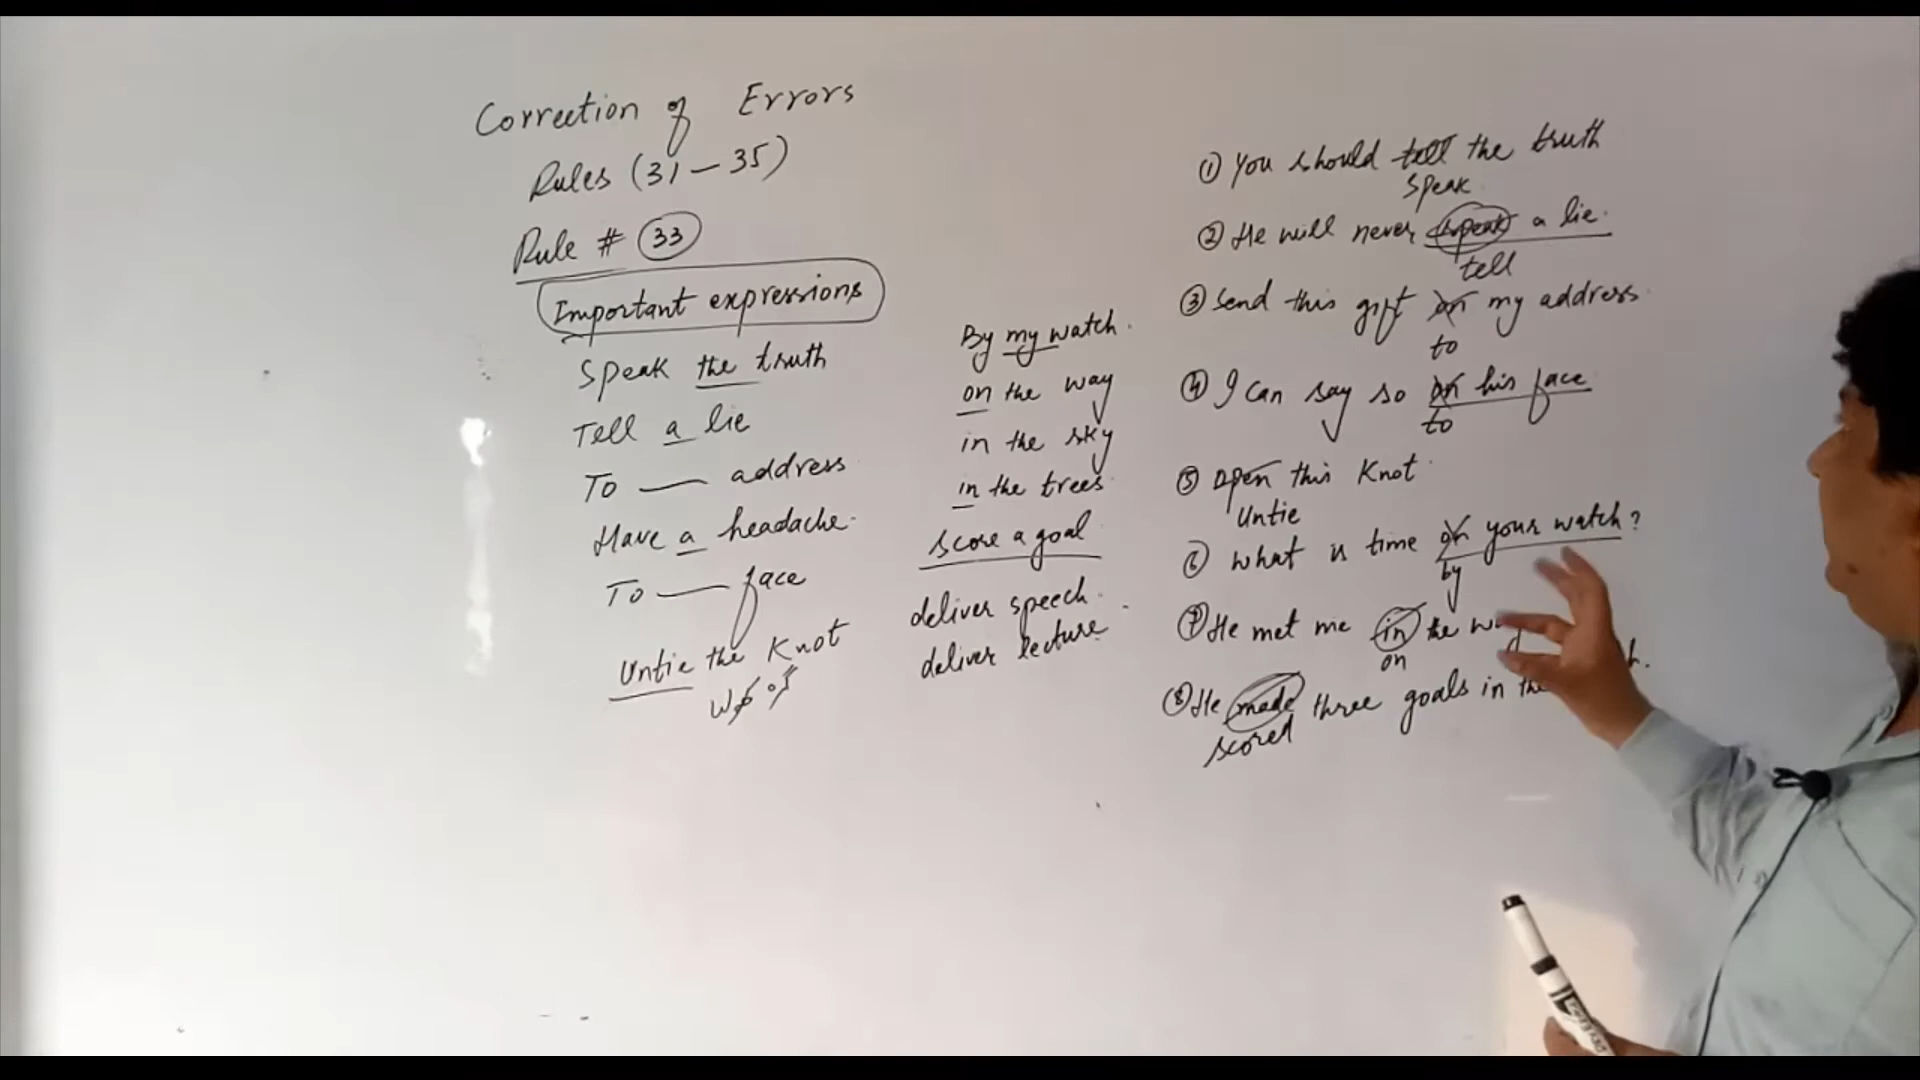 Correction of Errors
Rules (31 — 35)
Rule # 33
Important expressions
Speak the truth
Tell a lie
To — address
Have a headache.
To — face
Untie the Knot
By my watch.
on the way
in the sky
in the trees
score a goal
deliver speech.
deliver lecture.
① You should tell the truth
Speak
② He will never speak a lie.
tell
③ Send this gift on my address.
to
④ I can say so on his face
to
⑤ Open this Knot.
Untie
⑥ What is time on your watch?
by
⑦ He met me in the
on
⑧ He made three goals in the
scored